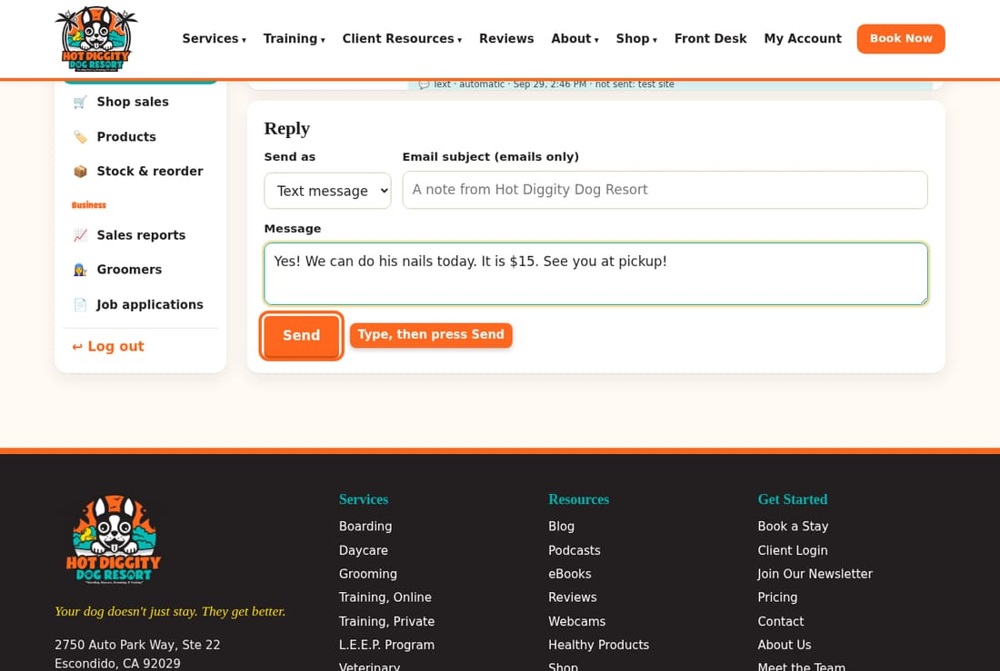 HOT DIGGITY
DOG RESORT
Services ▾ Training ▾ Client Resources ▾ Reviews About ▾ Shop ▾ Front Desk My Account Book Now
Text · automatic · Sep 29, 2:46 PM · not sent: test site
Shop sales
Products
Stock & reorder
Business
Sales reports
Groomers
Job applications
↩ Log out
Reply
Send as Email subject (emails only)
Text message A note from Hot Diggity Dog Resort
Message
Yes! We can do his nails today. It is $15. See you at pickup!
Send Type, then press Send
HOT DIGGITY
DOG RESORT
Your dog doesn't just stay. They get better.
2750 Auto Park Way, Ste 22
Escondido, CA 92029
Services
Boarding
Daycare
Grooming
Training, Online
Training, Private
L.E.E.P. Program
Veterinary
Resources
Blog
Podcasts
eBooks
Reviews
Webcams
Healthy Products
Shop
Get Started
Book a Stay
Client Login
Join Our Newsletter
Pricing
Contact
About Us
Meet the Team